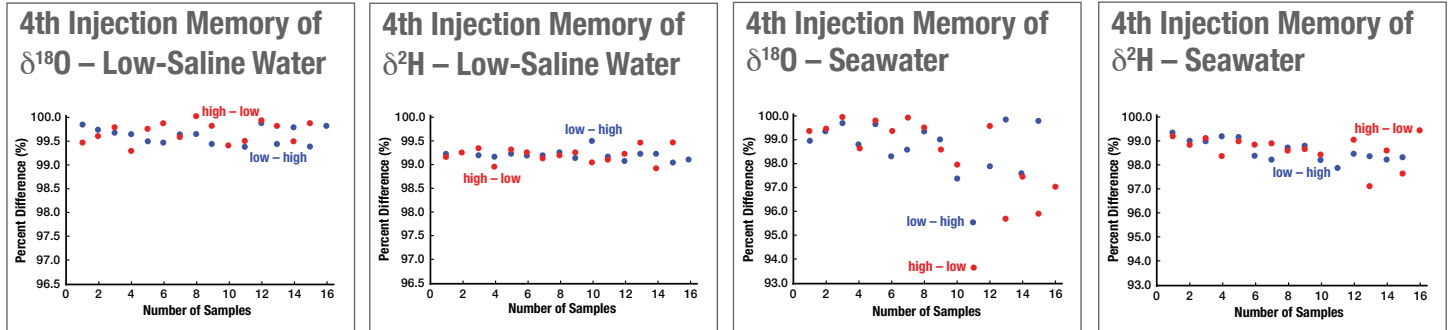 4th Injection Memory of
δ¹⁸O – Low-Saline Water
Percent Difference (%)
100.0
99.5
99.0
98.5
98.0
97.5
97.0
96.5
high – low
low – high
0 2 4 6 8 10 12 14 16
Number of Samples
4th Injection Memory of
δ²H – Low-Saline Water
Percent Difference (%)
100.0
99.5
99.0
98.5
98.0
97.5
97.0
96.5
low – high
high – low
0 2 4 6 8 10 12 14 16
Number of Samples
4th Injection Memory of
δ¹⁸O – Seawater
Percent Difference (%)
100.0
99.0
98.0
97.0
96.0
95.0
94.0
93.0
low – high
high – low
0 2 4 6 8 10 12 14 16
Number of Samples
4th Injection Memory of
δ²H – Seawater
Percent Difference (%)
100.0
99.0
98.0
97.0
96.0
95.0
94.0
93.0
high – low
low – high
0 2 4 6 8 10 12 14 16
Number of Samples